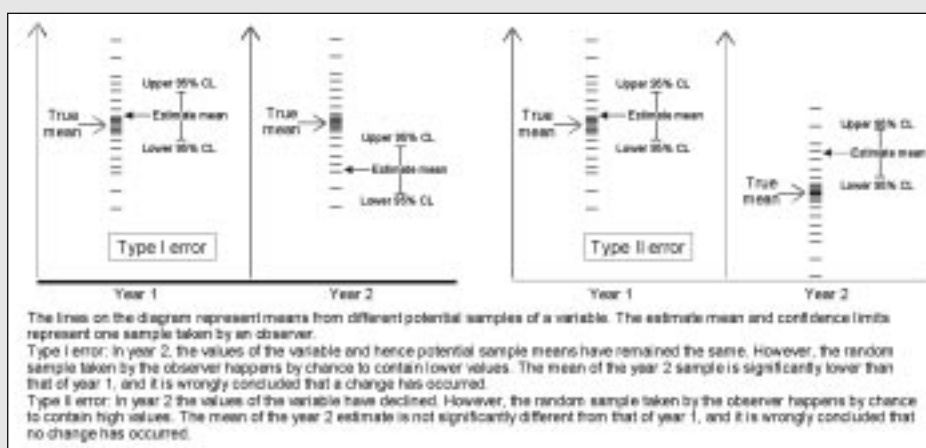 Upper 95% CL
True mean
Estimate mean
Lower 95% CL
Type I error
Year 1
True mean
Upper 95% CL
Estimate mean
Lower 95% CL
Year 2
Upper 95% CL
True mean
Estimate mean
Lower 95% CL
Type II error
Year 1
Upper 95% CL
Estimate mean
True mean
Lower 95% CL
Year 2
The lines on the diagram represent means from different potential samples of a variable. The estimate mean and confidence limits
represent one sample taken by an observer.
Type I error: In year 2, the values of the variable and hence potential sample means have remained the same. However, the random
sample taken by the observer happens by chance to contain lower values. The mean of the year 2 sample is significantly lower than
that of year 1, and it is wrongly concluded that a change has occurred.
Type II error: In year 2 the values of the variable have declined. However, the random sample taken by the observer happens by chance
to contain high values. The mean of the year 2 estimate is not significantly different from that of year 1, and it is wrongly concluded that
no change has occurred.